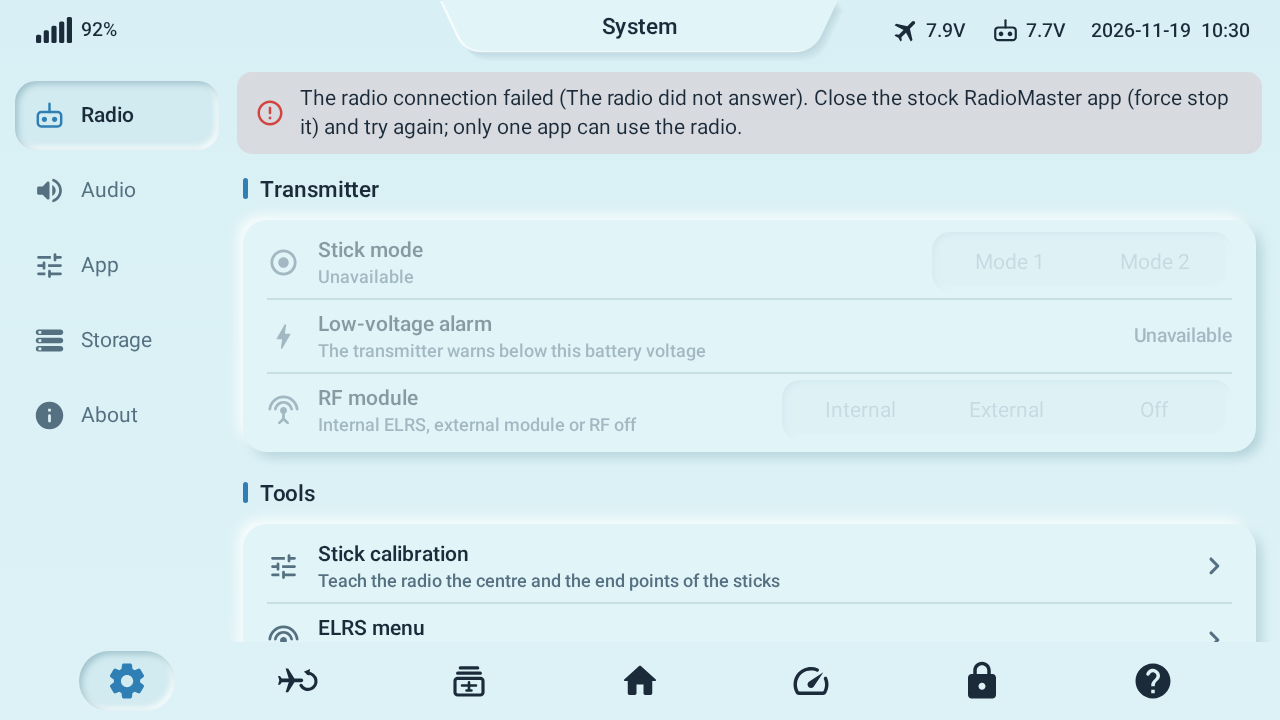 92%
System
7.9V
7.7V
2026-11-19 10:30
Radio
Audio
App
Storage
About
The radio connection failed (The radio did not answer). Close the stock RadioMaster app (force stop
it) and try again; only one app can use the radio.
Transmitter
Stick mode
Unavailable
Mode 1
Mode 2
Low-voltage alarm
The transmitter warns below this battery voltage
Unavailable
RF module
Internal ELRS, external module or RF off
Internal
External
Off
Tools
Stick calibration
Teach the radio the centre and the end points of the sticks
ELRS menu